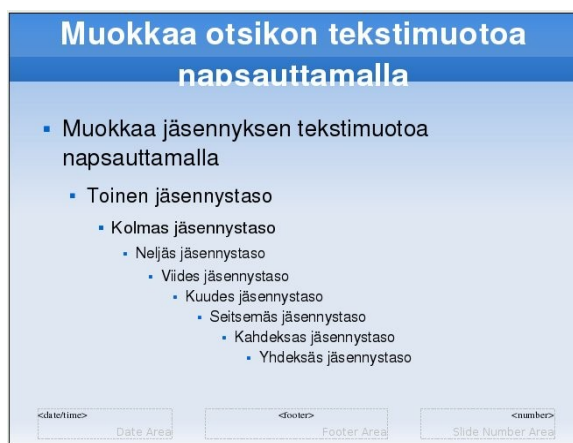 Muokkaa otsikon tekstimuotoa
napsauttamalla
Muokkaa jäsennyksen tekstimuotoa
napsauttamalla
Toinen jäsennystaso
Kolmas jäsennystaso
Neljäs jäsennystaso
Viides jäsennystaso
Kuudes jäsennystaso
Seitsemäs jäsennystaso
Kahdeksas jäsennystaso
Yhdeksäs jäsennystaso
<date/time>
Date Area
<footer>
Footer Area
<number>
Slide Number Area